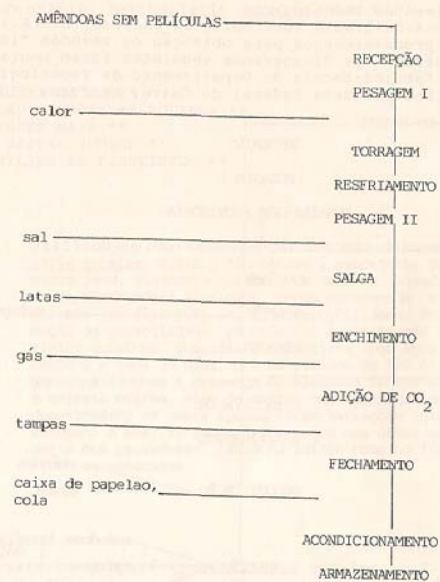 AMÊNDOAS SEM PELÍCULAS
RECEPÇÃO
PESAGEM I
calor
TORRAGEM
RESFRIAMENTO
PESAGEM II
sal
SALGA
latas
ENCHIMENTO
gás
ADIÇÃO DE CO2
tampas
FECHAMENTO
caixa de papelao,
cola
ACONDICIONAMENTO
ARMAZENAMENTO